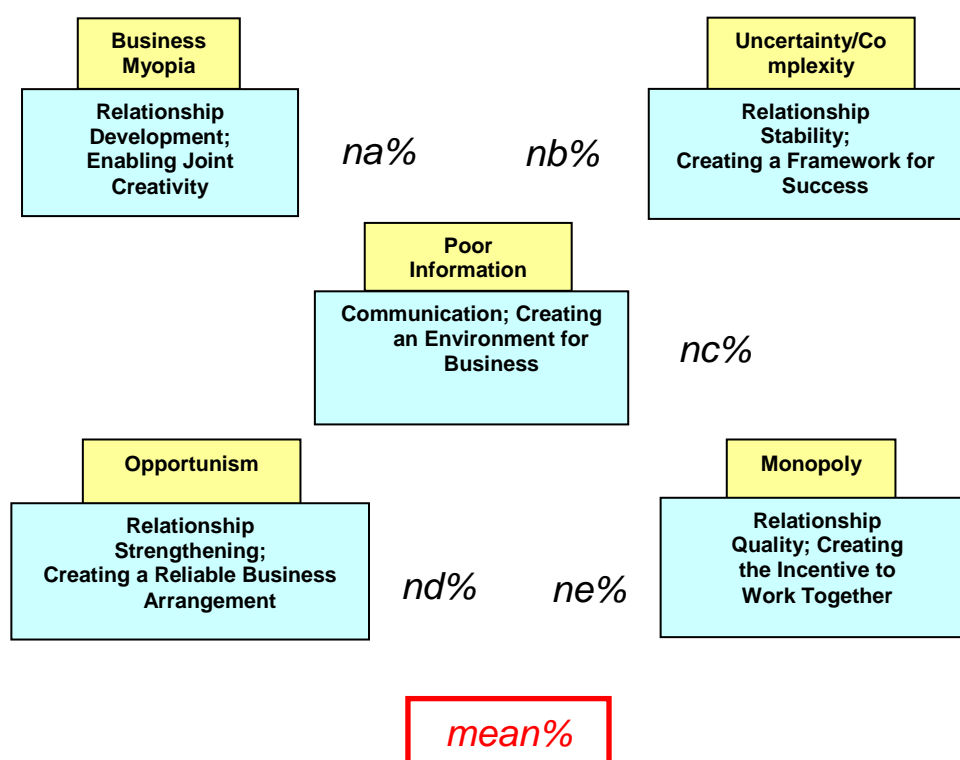 Business
Myopia
Relationship
Development;
Enabling Joint
Creativity
na%
nb%
Uncertainty/Co
mplexity
Relationship
Stability;
Creating a Framework for
Success
Poor
Information
Communication; Creating
an Environment for
Business
nc%
Opportunism
Relationship
Strengthening;
Creating a Reliable Business
Arrangement
nd%
ne%
Monopoly
Relationship
Quality; Creating
the Incentive to
Work Together
mean%